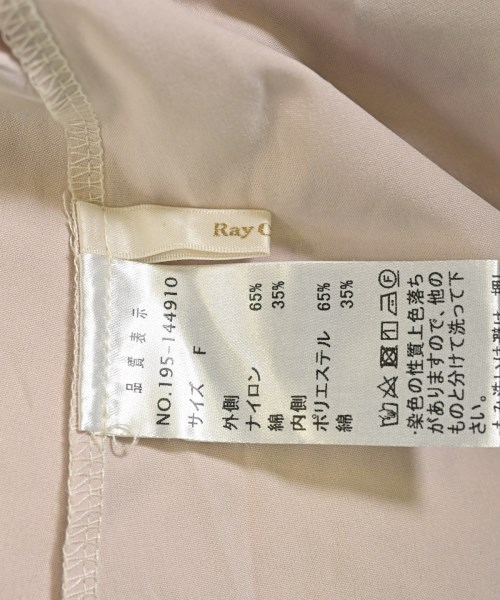 Ray C
品質表示
NO.195-144910
サイズ F
外側
ナイロン 65%
綿 35%
内側
ポリエステル 65%
綿 35%
F
・染色の性質上色落ち
がありますので、他の
ものと分けて洗って下
さい。